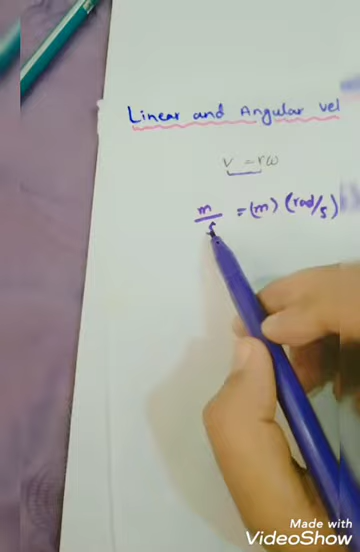 Linear and Angular Vel
v = rω
m/s = (m) (rad/s)
Made with
VideoShow